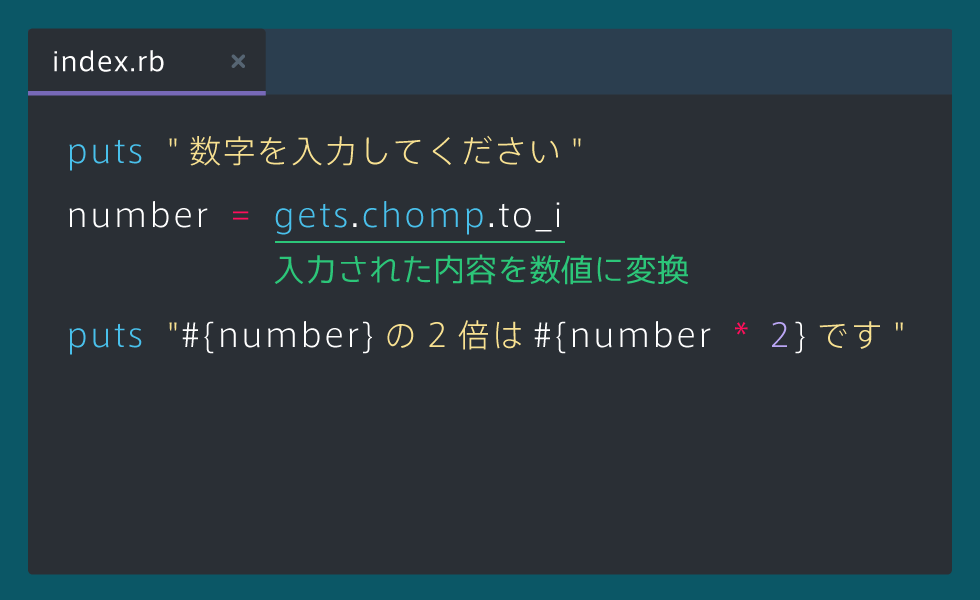 index.rb ×
puts "数字を入力してください"
number = gets.chomp.to_i
入力された内容を数値に変換
puts "#{number}の2倍は#{number * 2}です"